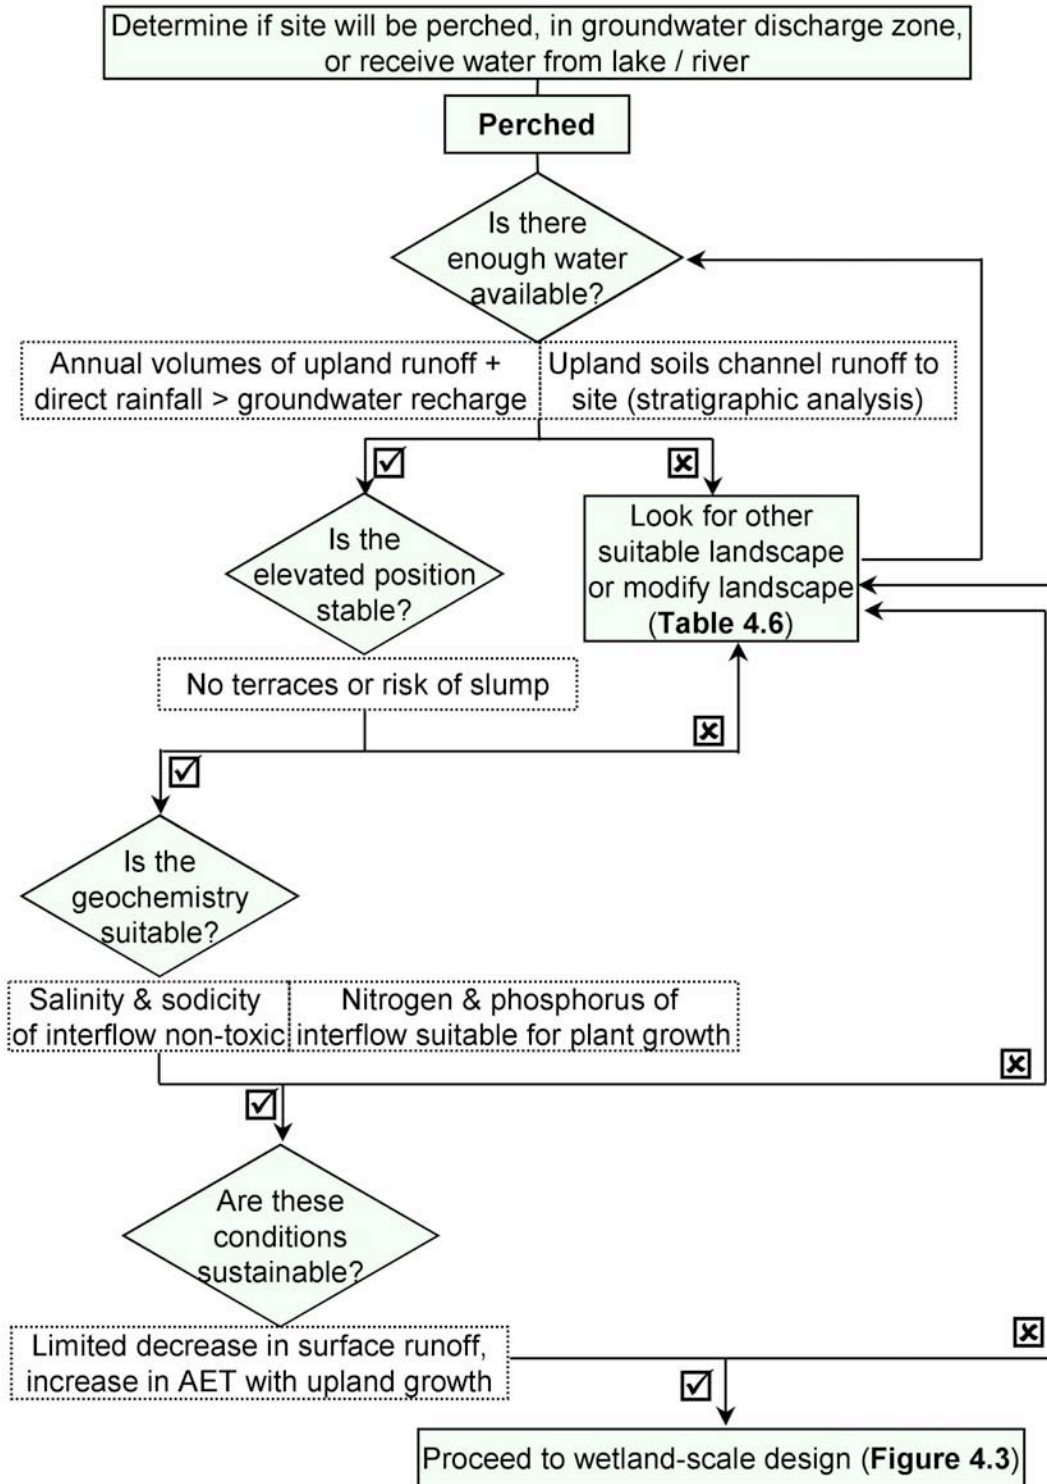 Determine if site will be perched, in groundwater discharge zone,
or receive water from lake / river
Perched
Is there
enough water
available?
Annual volumes of upland runoff +
direct rainfall > groundwater recharge
Upland soils channel runoff to
site (stratigraphic analysis)
Is the
elevated position
stable?
Look for other
suitable landscape
or modify landscape
(Table 4.6)
No terraces or risk of slump
Is the
geochemistry
suitable?
Salinity & sodicity
of interflow non-toxic
Nitrogen & phosphorus of
interflow suitable for plant growth
Are these
conditions
sustainable?
Limited decrease in surface runoff,
increase in AET with upland growth
Proceed to wetland-scale design (Figure 4.3)